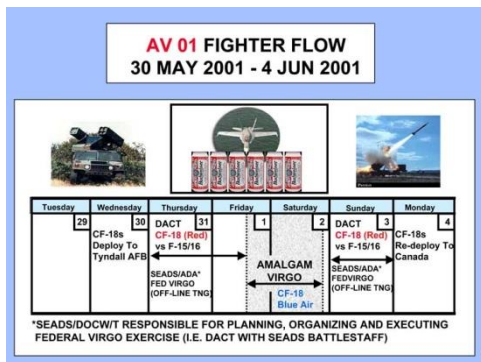 AV 01 FIGHTER FLOW
30 MAY 2001 - 4 JUN 2001
Tuesday Wednesday Thursday Friday Saturday Sunday Monday
29 30 31 1 2 3 4
CF-18s
Deploy To
Tyndall AFB
DACT
CF-18 (Red)
vs F-15/16
SEADS/ADA*
FED VIRGO
(OFF-LINE TNG)
AMALGAM
VIRGO
CF-18
Blue Air
DACT
CF-18 (Red)
vs F-15/16
SEADS/ADA*
FEDVIRGO
(OFF-LINE TNG)
CF-18s
Re-deploy To
Canada
*SEADS/DOCW/T RESPONSIBLE FOR PLANNING, ORGANIZING AND EXECUTING
FEDERAL VIRGO EXERCISE (I.E. DACT WITH SEADS BATTLESTAFF)